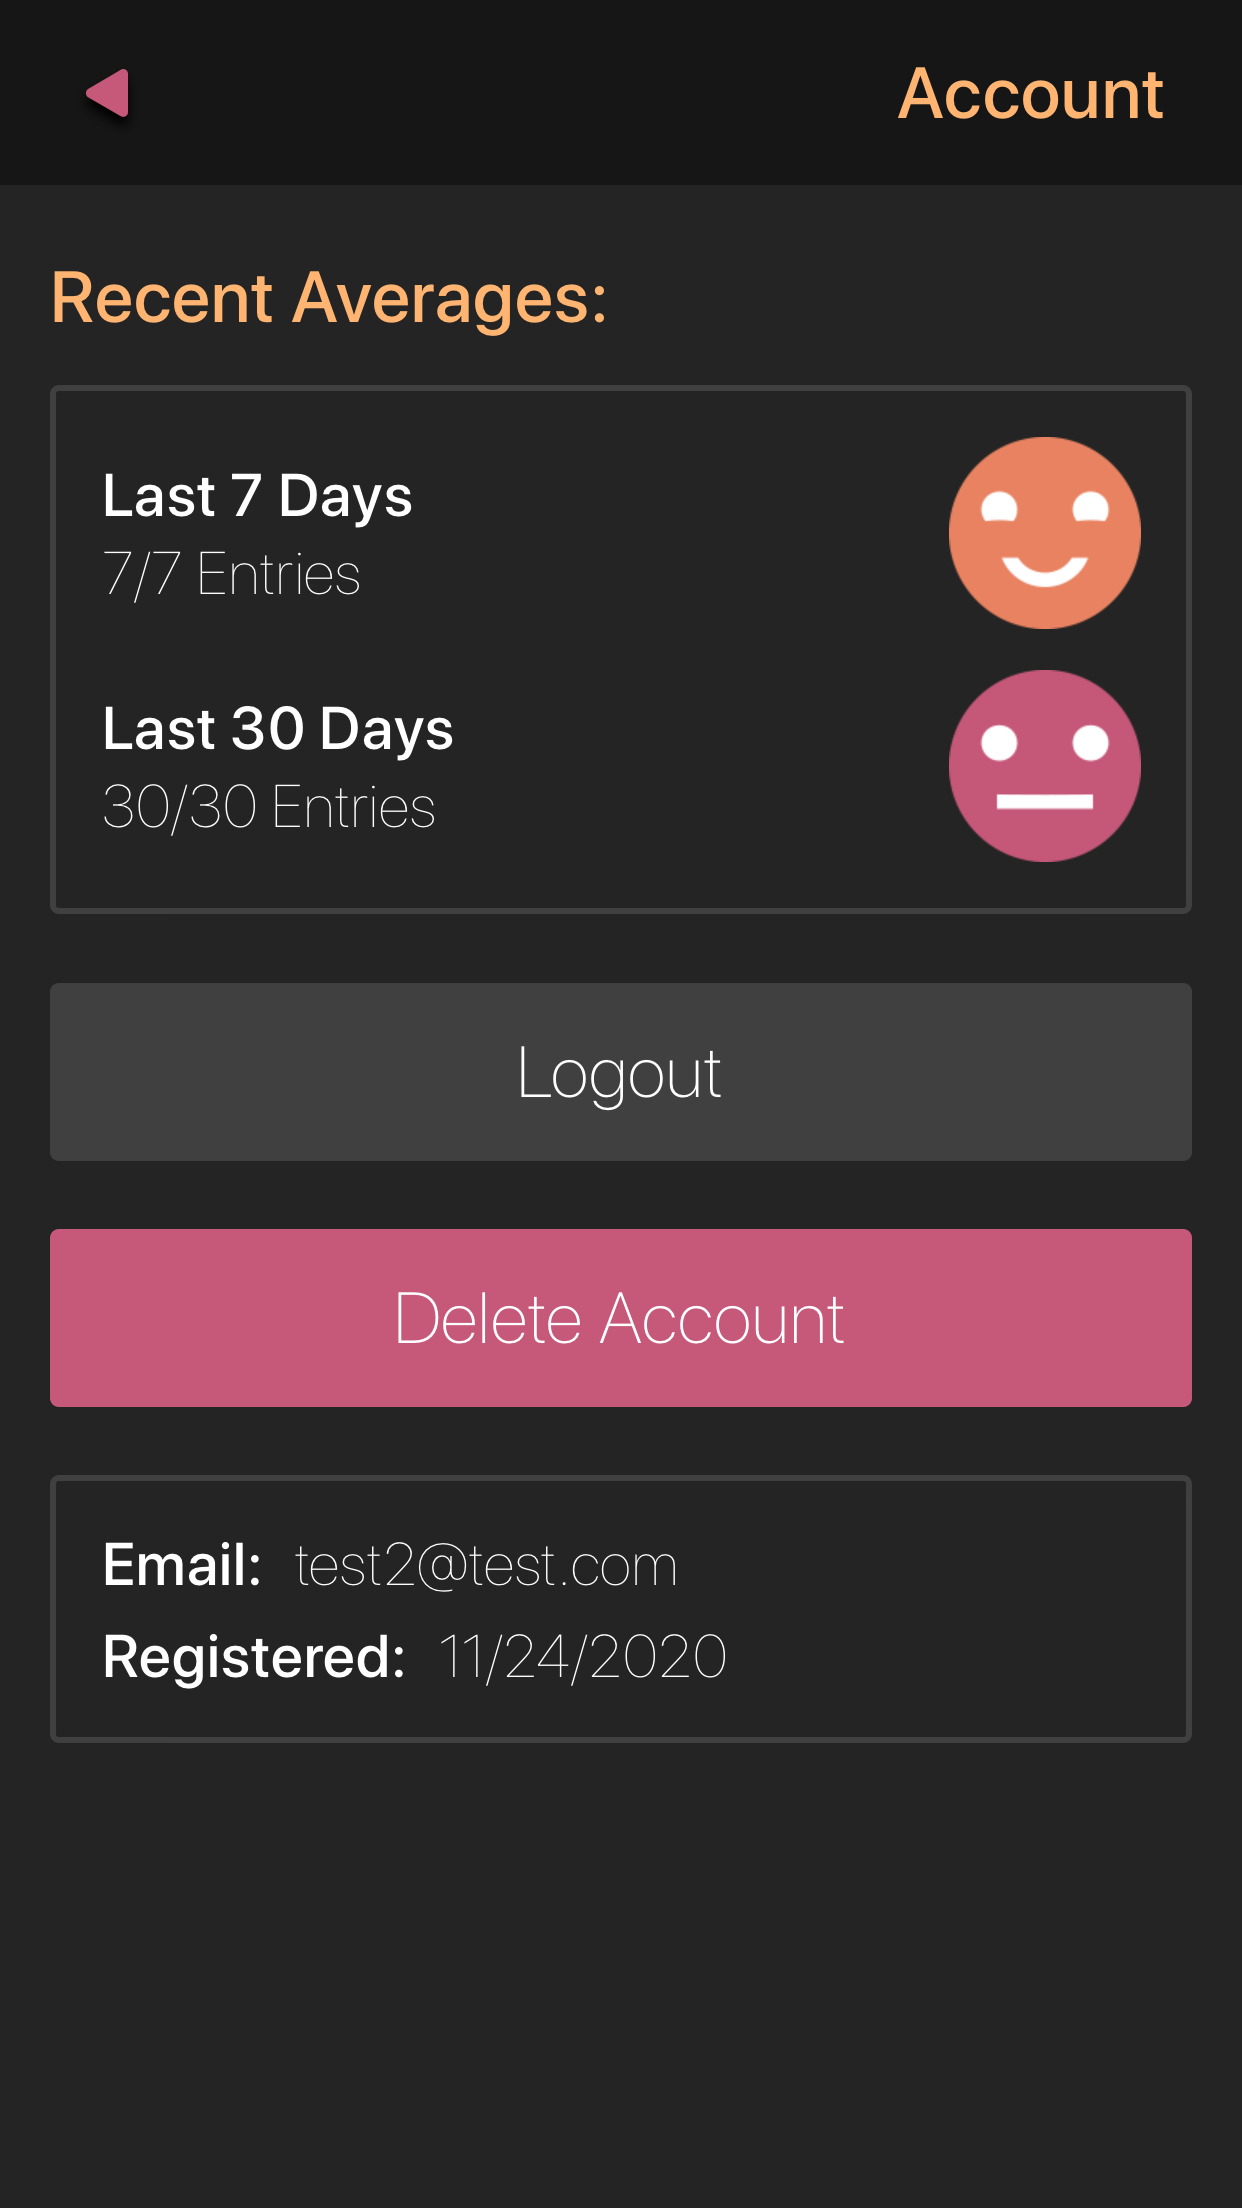 Account
Recent Averages:
Last 7 Days
7/7 Entries
Last 30 Days
30/30 Entries
Logout
Delete Account
Email: test2@test.com
Registered: 11/24/2020